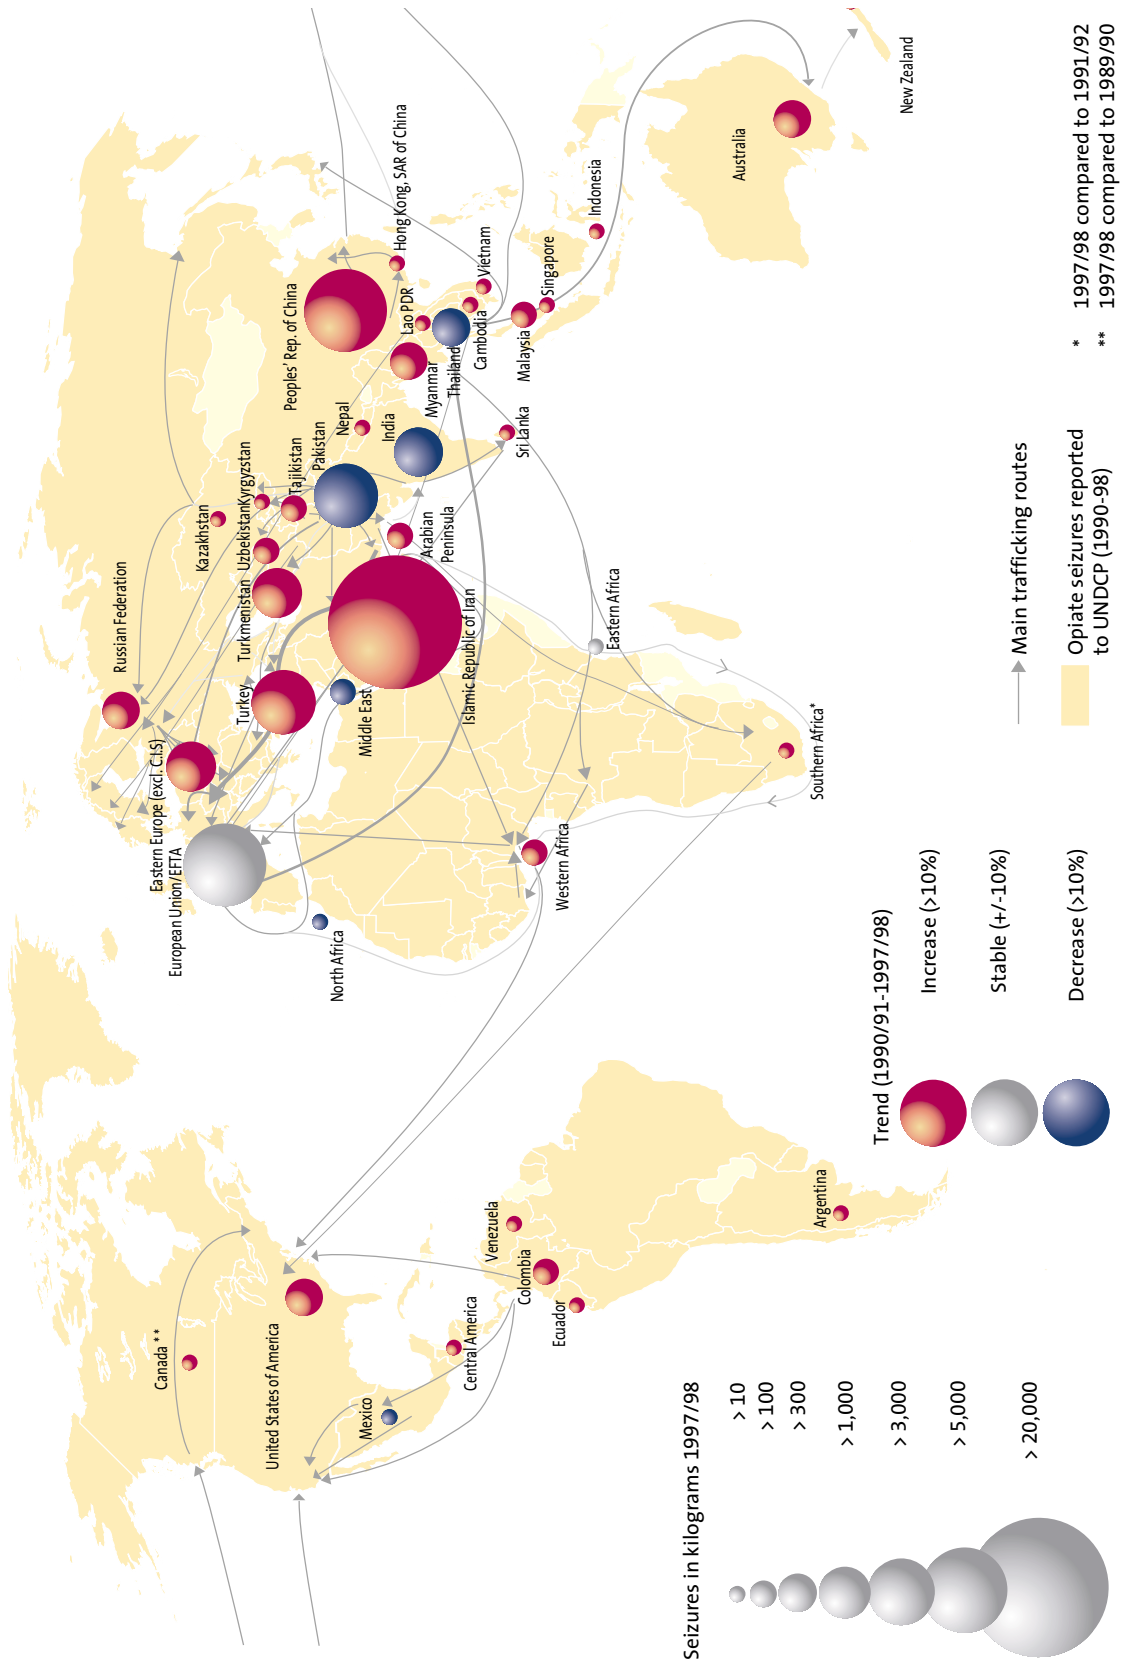 Canada **
United States of America
Mexico
Central America
Venezuela
Colombia
Ecuador
Argentina
Eastern Europe (excl. C.I.S)
European Union/EFTA
North Africa
Western Africa
Southern Africa*
Eastern Africa
Russian Federation
Turkey
Middle East
Islamic Republic of Iran
Turkmenistan
Uzbekistan
Kazakhstan
Kyrgyzstan
Tajikistan
Pakistan
Arabian
Peninsula
Nepal
India
Sri Lanka
Peoples' Rep. of China
Hong Kong, SAR of China
Lao PDR
Myanmar
Thailand
Cambodia
Vietnam
Malaysia
Singapore
Indonesia
Australia
New Zealand
Seizures in kilograms 1997/98
> 10
> 100
> 300
> 1,000
> 3,000
> 5,000
> 20,000
Trend (1990/91-1997/98)
Increase (>10%)
Stable (+/-10%)
Decrease (>10%)
Main trafficking routes
Opiate seizures reported
to UNDCP (1990-98)
* 1997/98 compared to 1991/92
** 1997/98 compared to 1989/90